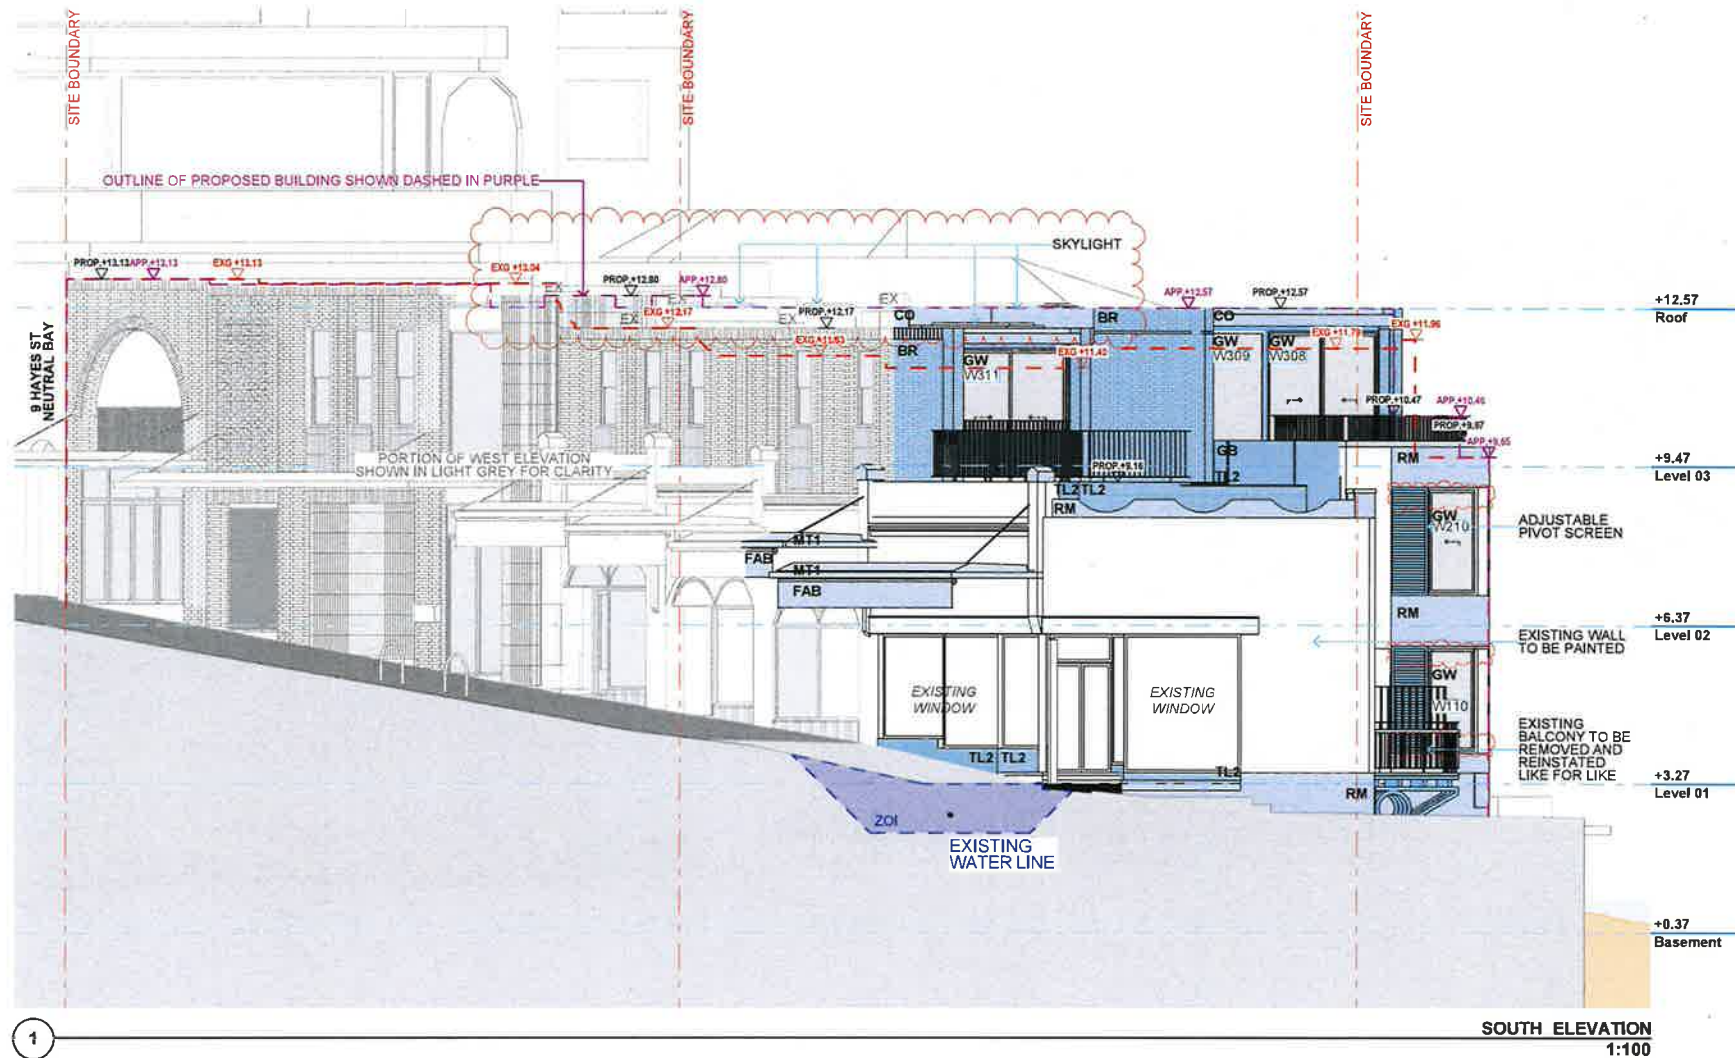 SITE BOUNDARY
SITE BOUNDARY
SITE BOUNDARY
OUTLINE OF PROPOSED BUILDING SHOWN DASHED IN PURPLE
SKYLIGHT
PROP.+13.13
APP.+13.13
EXG +13.13
EXG +13.04
PROP.+12.80
APP.+12.80
APP.+12.57
PROP.+12.57
+12.57
Roof
EX
EX
EX
EX
EX
EXG +12.17
PROP.+12.17
CO
BR
CO
EXG +11.96
BR
EXG +11.42
GW
W311
GW
W309
GW
W308
9 HAYES ST
NEUTRAL BAY
PROP.+10.47
APP.+10.46
PROP.+9.87
APP.+9.65
PORTION OF WEST ELEVATION
SHOWN IN LIGHT GREY FOR CLARITY
GB
TL2
RM
+9.47
Level 03
PROP.+9.16
TL2 TL2
RM
GW
W210
ADJUSTABLE
PIVOT SCREEN
MT1
FAB
MT1
FAB
RM
+6.37
Level 02
EXISTING WALL
TO BE PAINTED
EXISTING
WINDOW
EXISTING
WINDOW
GW
W110
EXISTING
BALCONY TO BE
REMOVED AND
REINSTATED
LIKE FOR LIKE
TL2 TL2
TL2
RM
+3.27
Level 01
ZOI
EXISTING
WATER LINE
+0.37
Basement
1
SOUTH ELEVATION
1:100